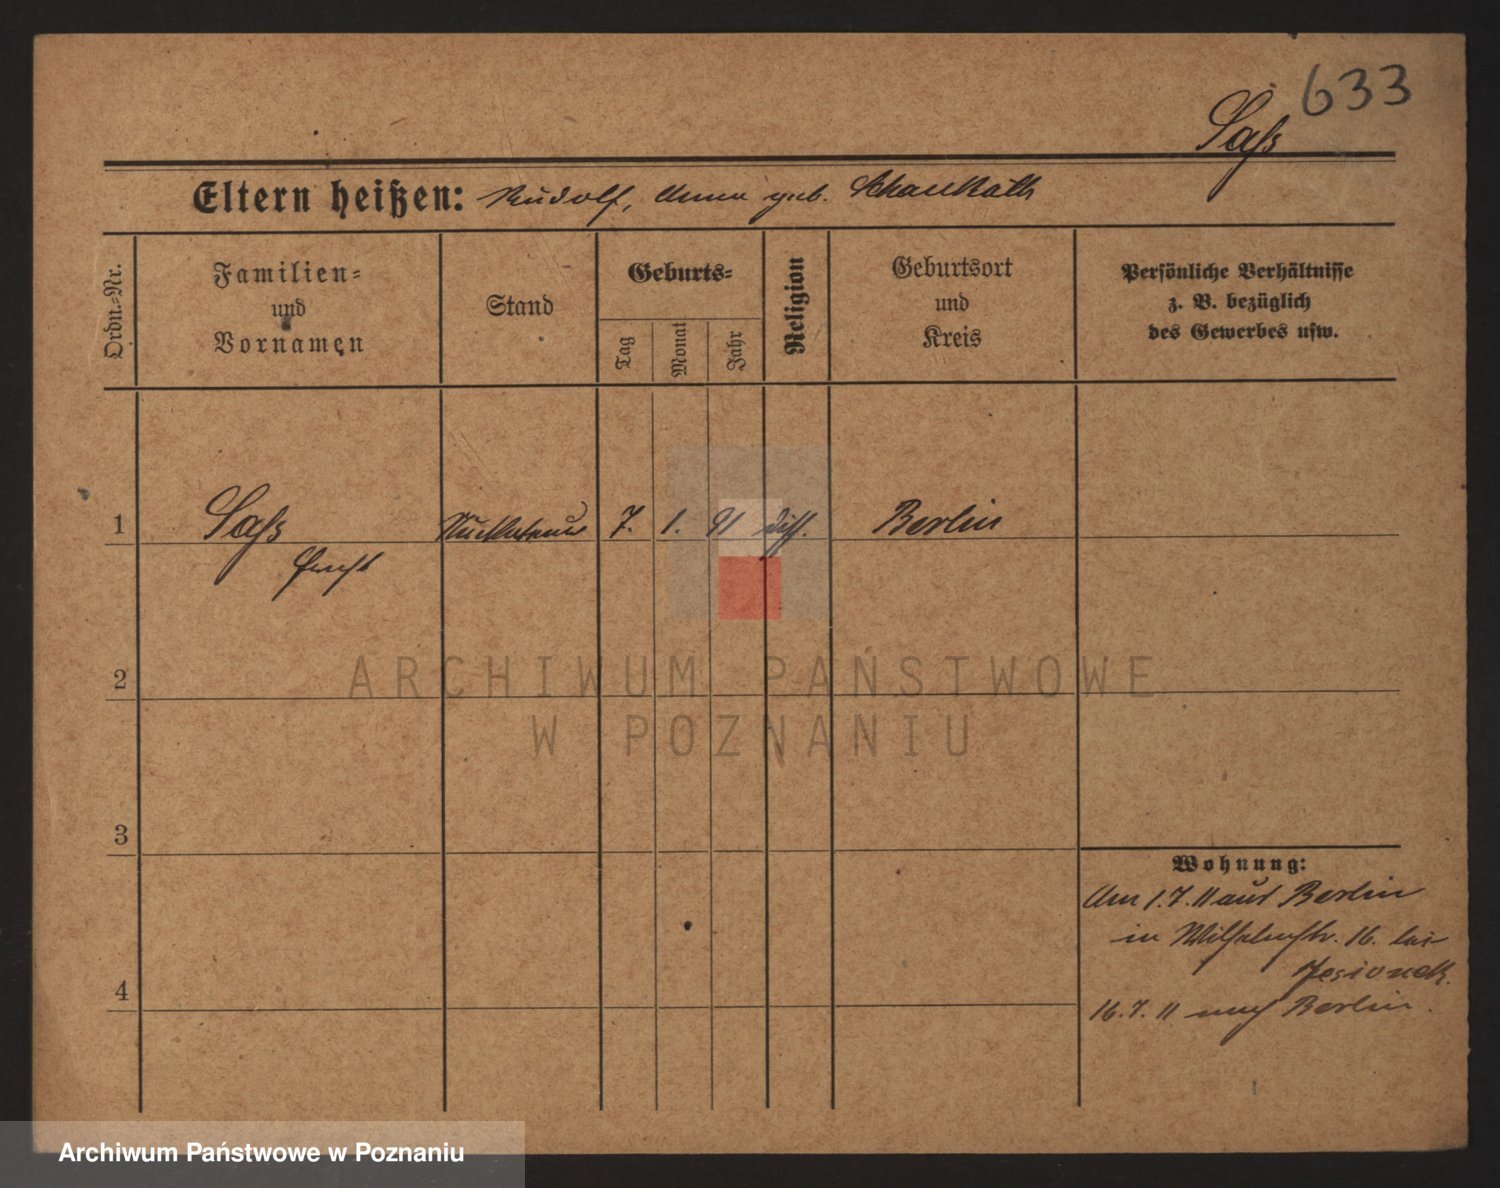 633
Saß
Eltern heißen: Rudolf, Anna geb.
Ordn.-Nr.
Familien-
und
Vornamen
Stand
Geburts-
Tag
Monat
Jahr
Religion
Geburtsort
und
Kreis
Persönliche Verhältnisse
z. B. bezüglich
des Gewerbes usw.
1 Saß 7. 1. 91 diss. Berlin
Ernst
2
3
4
Wohnung:
Am 1.7.11 aus Berlin
in Wilhelmstr. 16. bei
Jesionek.
16.7.11 nach Berlin.
ARCHIWUM PAŃSTWOWE
W POZNANIU
Archiwum Państwowe w Poznaniu